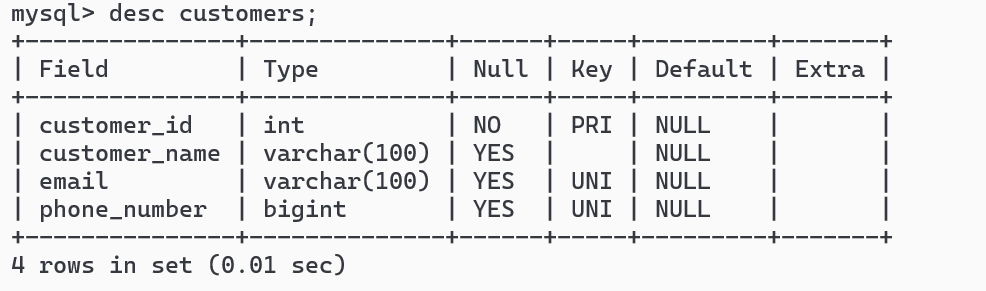 mysql> desc customers;
+---------------+--------------+------+-----+---------+-------+
| Field         | Type         | Null | Key | Default | Extra |
+---------------+--------------+------+-----+---------+-------+
| customer_id   | int          | NO   | PRI | NULL    |       |
| customer_name | varchar(100) | YES  |     | NULL    |       |
| email         | varchar(100) | YES  | UNI | NULL    |       |
| phone_number  | bigint       | YES  | UNI | NULL    |       |
+---------------+--------------+------+-----+---------+-------+
4 rows in set (0.01 sec)